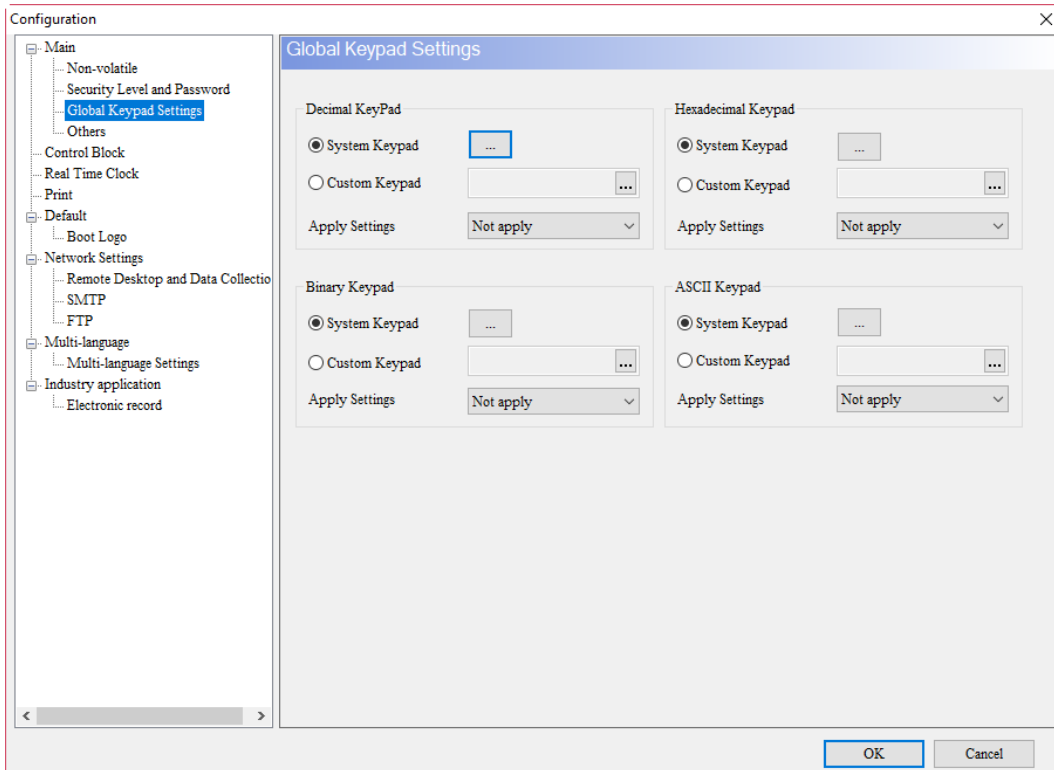 Configuration
Main
Non-volatile
Security Level and Password
Global Keypad Settings
Others
Control Block
Real Time Clock
Print
Default
Boot Logo
Network Settings
Remote Desktop and Data Collectio
SMTP
FTP
Multi-language
Multi-language Settings
Industry application
Electronic record
Global Keypad Settings
Decimal KeyPad
System Keypad ...
Custom Keypad ...
Apply Settings Not apply
Hexadecimal Keypad
System Keypad ...
Custom Keypad ...
Apply Settings Not apply
Binary Keypad
System Keypad ...
Custom Keypad ...
Apply Settings Not apply
ASCII Keypad
System Keypad ...
Custom Keypad ...
Apply Settings Not apply
OK Cancel